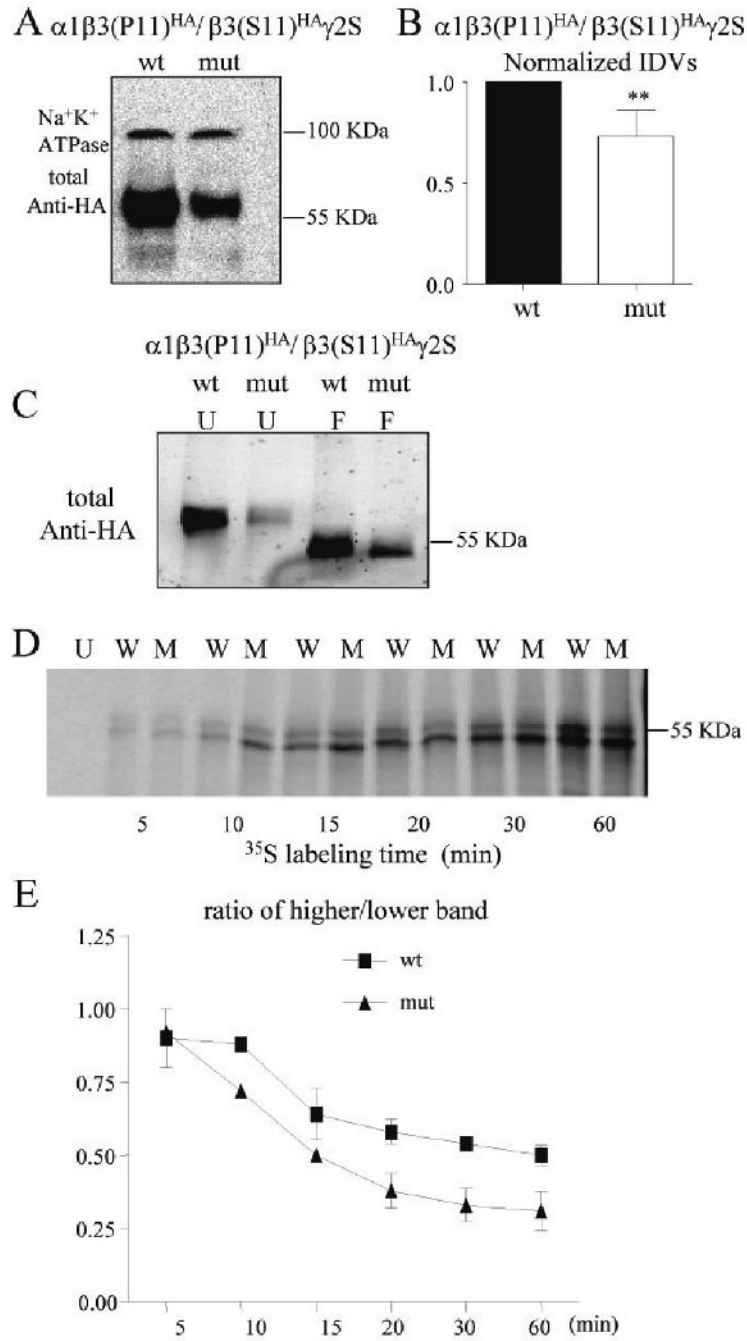 A α1β3(P11)ᴴᴬ/ β3(S11)ᴴᴬγ2S
wt mut
Na⁺K⁺
ATPase
100 KDa
total
Anti-HA
55 KDa
B α1β3(P11)ᴴᴬ/ β3(S11)ᴴᴬγ2S
Normalized IDVs
1.0
**
0.5
0.0
wt mut
α1β3(P11)ᴴᴬ/ β3(S11)ᴴᴬγ2S
wt mut wt mut
C U U F F
total
Anti-HA
55 KDa
D U W M W M W M W M W M W M
55 KDa
5 10 15 20 30 60
³⁵S labeling time (min)
E
ratio of higher/lower band
1.25
wt
1.00
mut
0.75
0.50
0.25
0.00
5 10 15 20 30 60 (min)